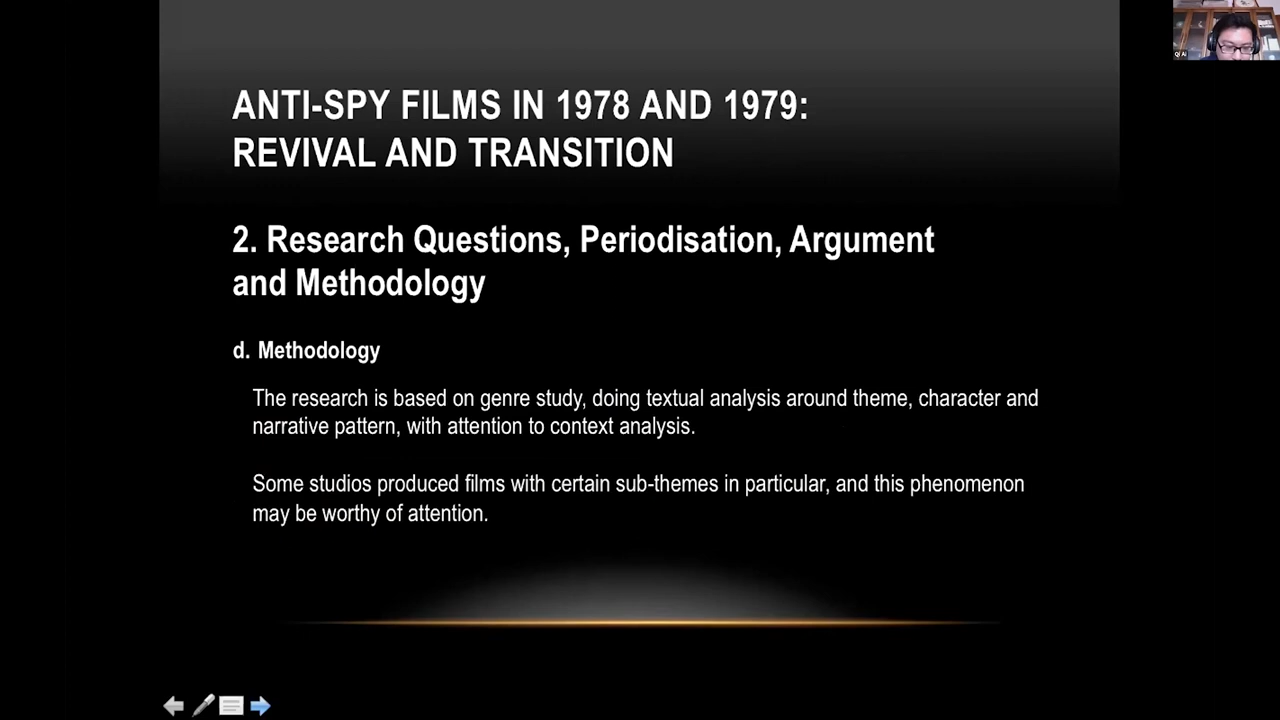 ANTI-SPY FILMS IN 1978 AND 1979:
REVIVAL AND TRANSITION
2. Research Questions, Periodisation, Argument
and Methodology
d. Methodology
The research is based on genre study, doing textual analysis around theme, character and
narrative pattern, with attention to context analysis.
Some studios produced films with certain sub-themes in particular, and this phenomenon
may be worthy of attention.
Qi Ai